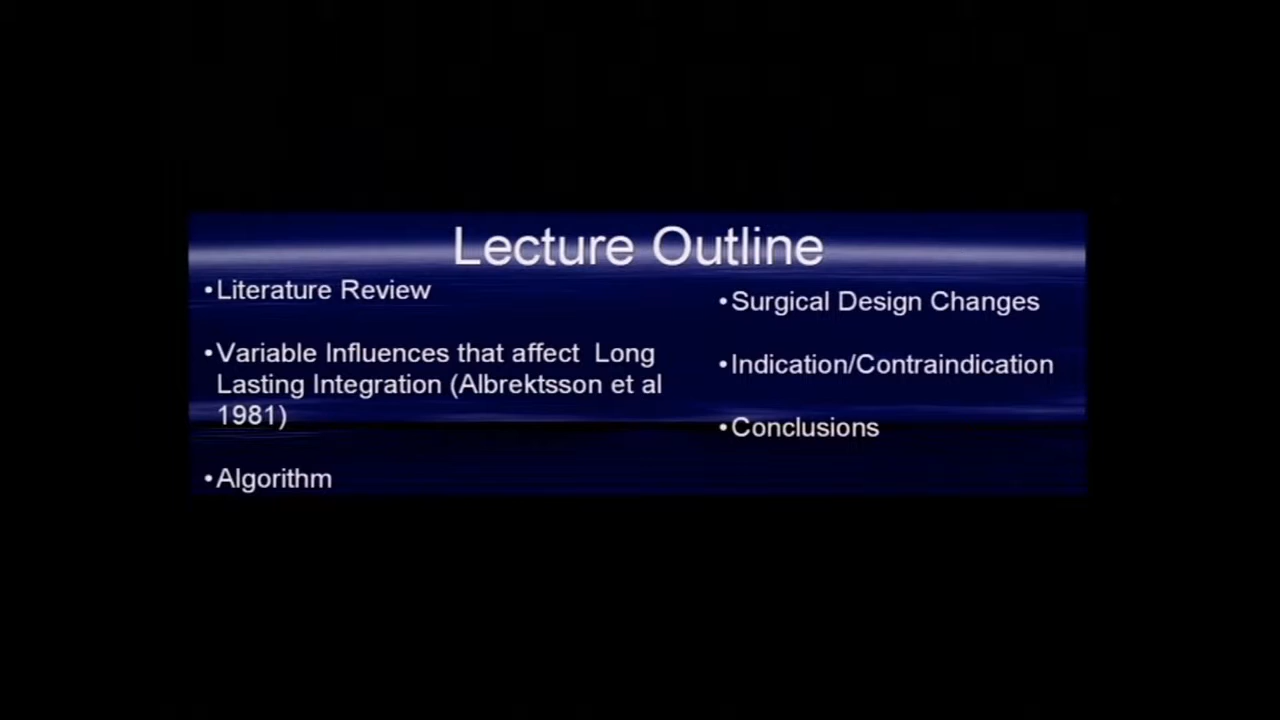 Lecture Outline
•Literature Review
•Variable Influences that affect  Long
Lasting Integration (Albrektsson et al
1981)
•Algorithm
•Surgical Design Changes
•Indication/Contraindication
•Conclusions